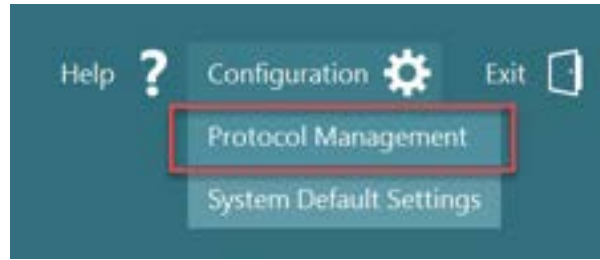 Help ? Configuration Exit
Protocol Management
System Default Settings